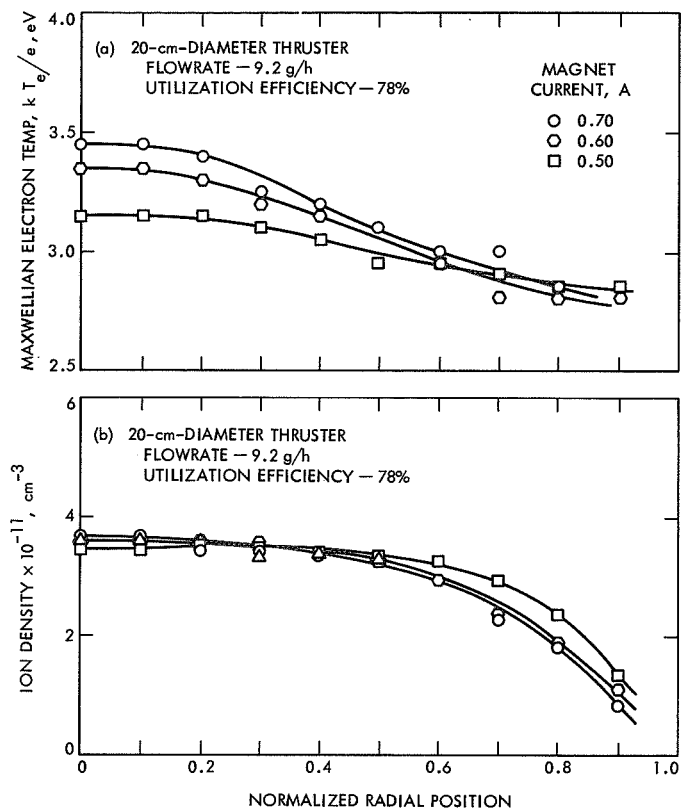 4.0
(a) 20-cm-DIAMETER THRUSTER
FLOWRATE — 9.2 g/h
UTILIZATION EFFICIENCY — 78%
MAGNET
CURRENT, A
0.70
0.60
0.50
3.5
3.0
2.5
MAXWELLIAN ELECTRON TEMP, k Te/e, eV
6
(b) 20-cm-DIAMETER THRUSTER
FLOWRATE — 9.2 g/h
UTILIZATION EFFICIENCY — 78%
4
2
0
ION DENSITY × 10⁻¹¹, cm⁻³
0 0.2 0.4 0.6 0.8 1.0
NORMALIZED RADIAL POSITION